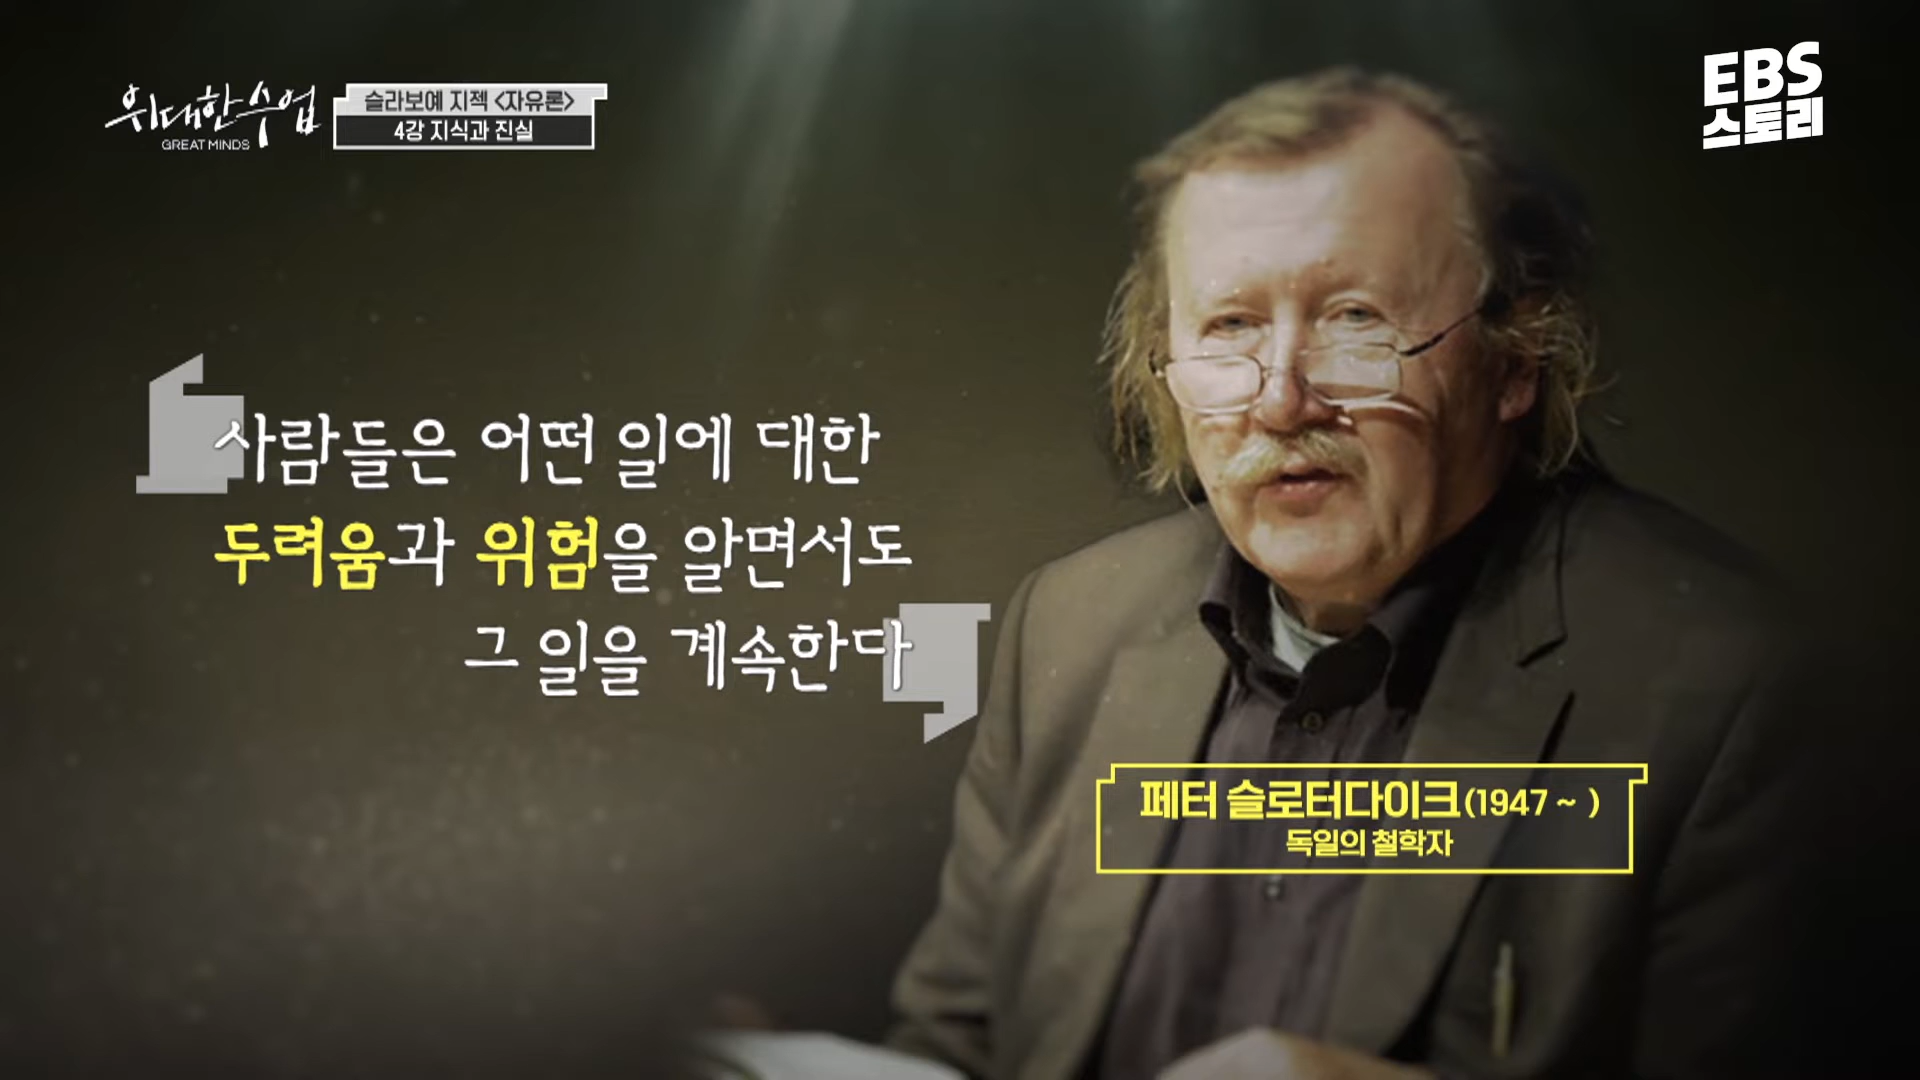 위대한 수업
GREAT MINDS
슬라보예 지젝 <자유론>
4강 지식과 진실
EBS
스토리
사람들은 어떤 일에 대한
두려움과 위험을 알면서도
그 일을 계속한다
페터 슬로터다이크(1947 ~ )
독일의 철학자